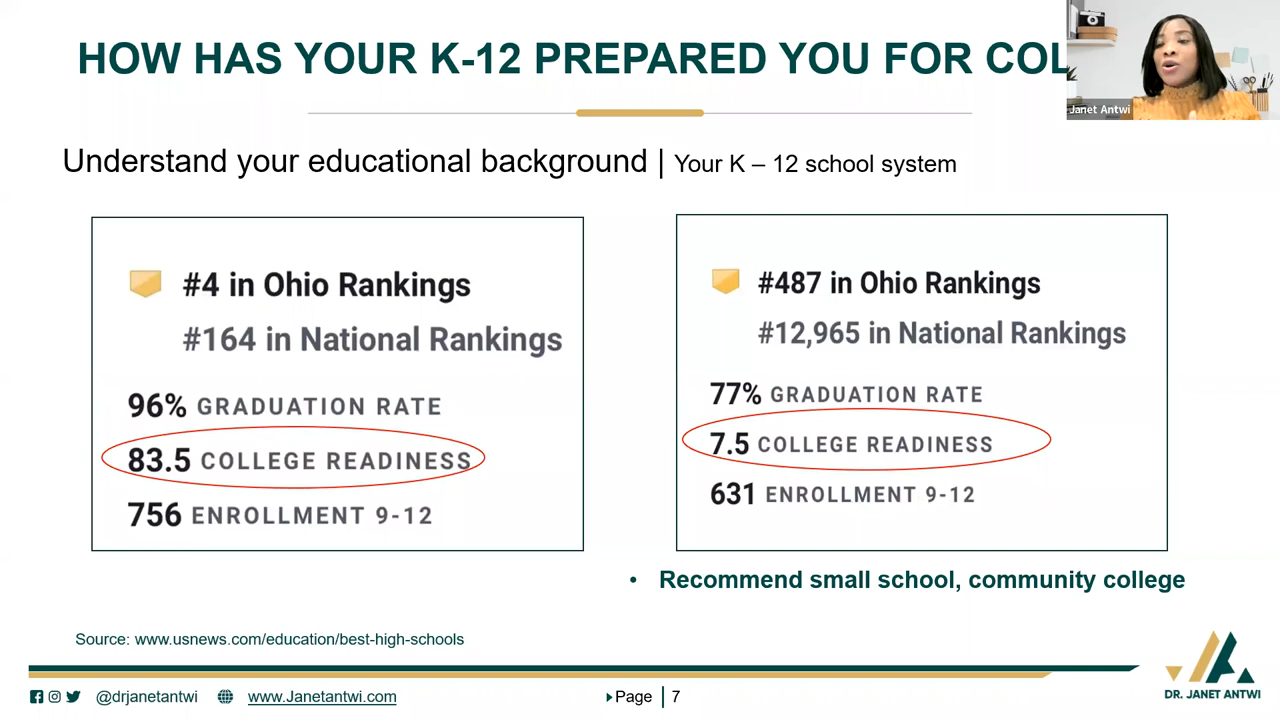 HOW HAS YOUR K-12 PREPARED YOU FOR COL
Janet Antwi
Understand your educational background | Your K – 12 school system
#4 in Ohio Rankings
#164 in National Rankings
96% GRADUATION RATE
83.5 COLLEGE READINESS
756 ENROLLMENT 9-12
#487 in Ohio Rankings
#12,965 in National Rankings
77% GRADUATION RATE
7.5 COLLEGE READINESS
631 ENROLLMENT 9-12
• Recommend small school, community college
Source: www.usnews.com/education/best-high-schools
@drjanetantwi www.Janetantwi.com Page | 7
DR. JANET ANTWI